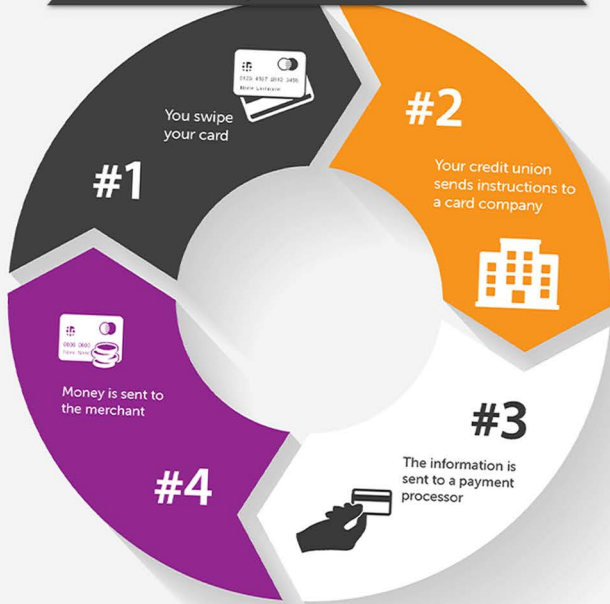 You swipe
your card
#1
#2
Your credit union
sends instructions to
a card company
#3
The information is
sent to a payment
processor
Money is sent to
the merchant
#4